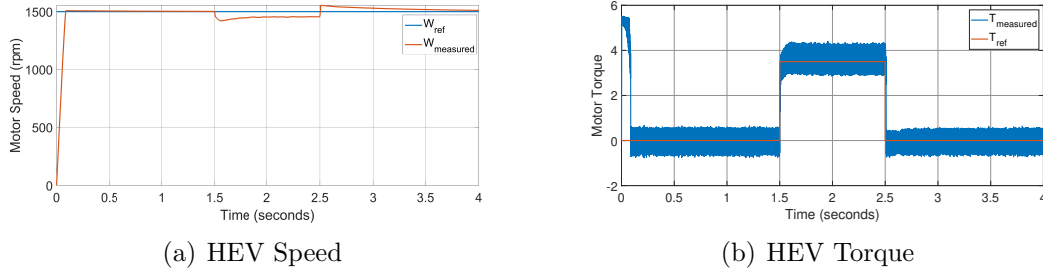 1500
1000
500
0
Motor Speed (rpm)
W_ref
W_measured
0 0.5 1 1.5 2 2.5 3 3.5 4
Time (seconds)
(a) HEV Speed
6
4
2
0
-2
Motor Torque
T_measured
T_ref
0 0.5 1 1.5 2 2.5 3 3.5 4
Time (seconds)
(b) HEV Torque